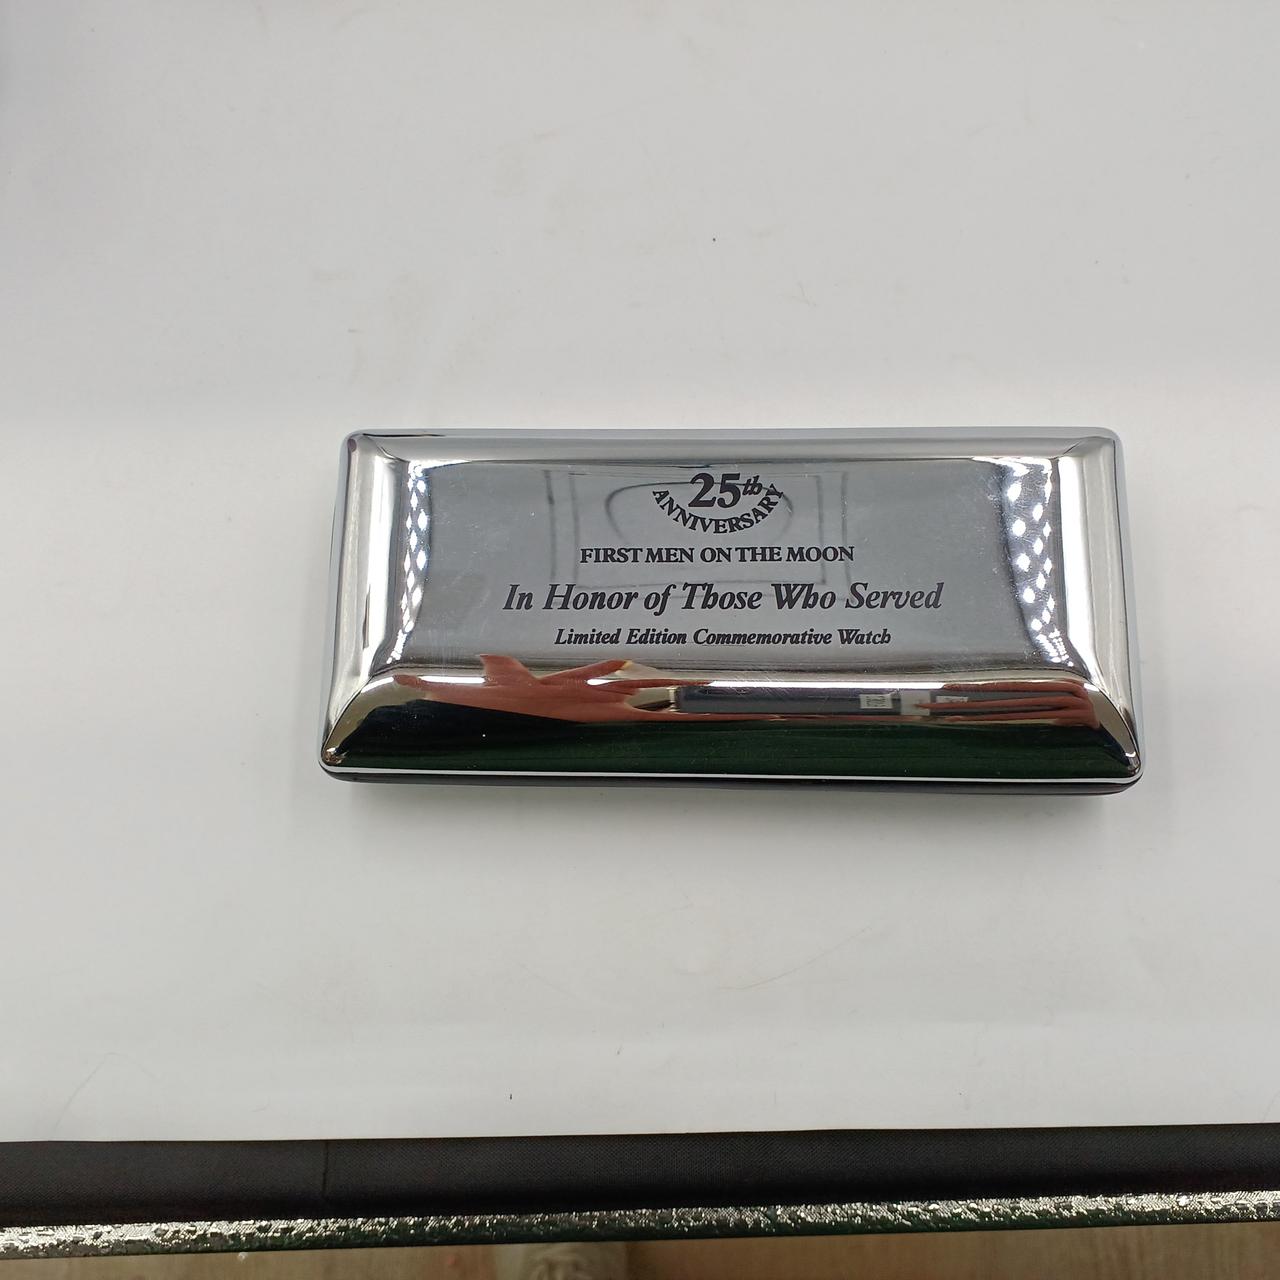 25th
ANNIVERSARY
FIRST MEN ON THE MOON
In Honor of Those Who Served
Limited Edition Commemorative Watch